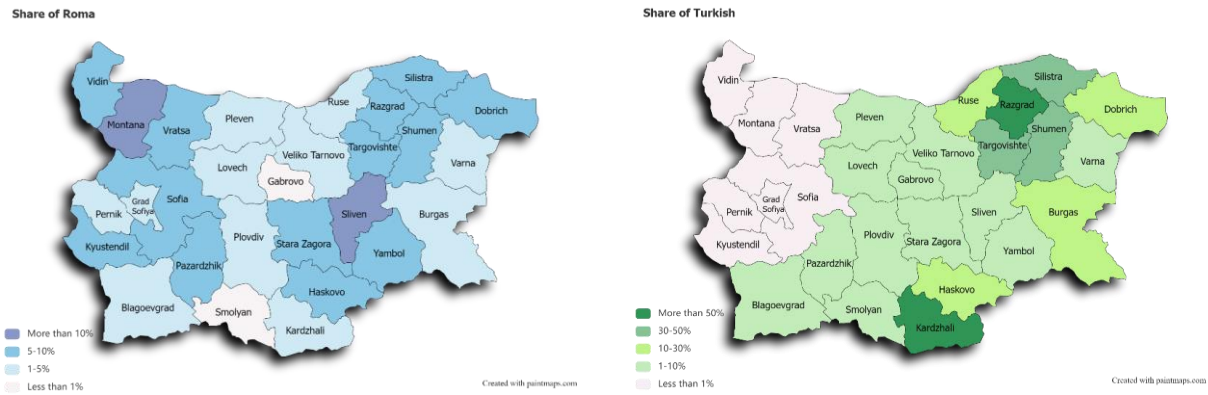 Share of Roma
Vidin
Montana
Vratsa
Pleven
Ruse
Silistra
Razgrad
Dobrich
Shumen
Targovishte
Varna
Lovech
Veliko Tarnovo
Gabrovo
Sofia
Grad
Sofiya
Pernik
Sliven
Burgas
Kyustendil
Plovdiv
Stara Zagora
Yambol
Pazardzhik
Haskovo
Blagoevgrad
Smolyan
Kardzhali
More than 10%
5-10%
1-5%
Less than 1%
Created with paintmaps.com
Share of Turkish
Vidin
Montana
Vratsa
Pleven
Ruse
Silistra
Razgrad
Dobrich
Shumen
Targovishte
Varna
Lovech
Veliko Tarnovo
Gabrovo
Sofia
Grad
Sofiya
Pernik
Sliven
Burgas
Kyustendil
Plovdiv
Stara Zagora
Yambol
Pazardzhik
Haskovo
Blagoevgrad
Smolyan
Kardzhali
More than 50%
30-50%
10-30%
1-10%
Less than 1%
Created with paintmaps.com